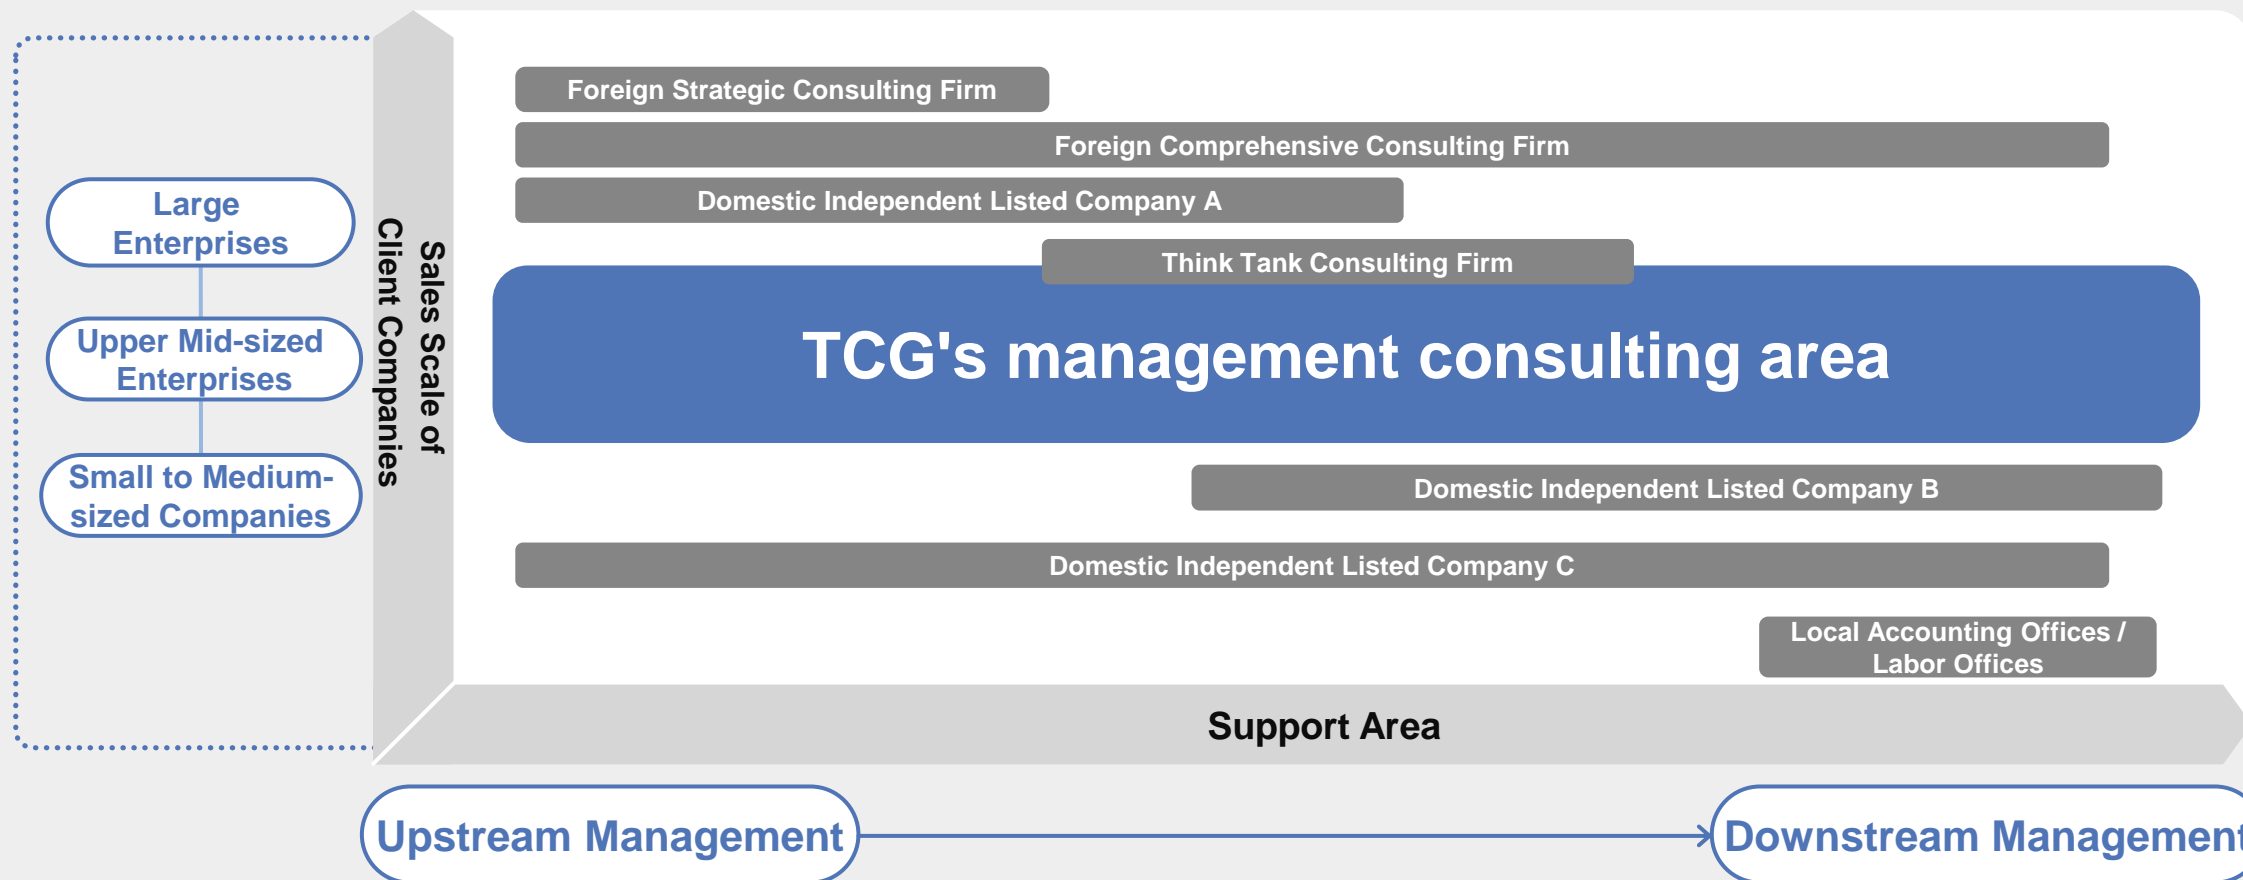 Foreign Strategic Consulting Firm
Foreign Comprehensive Consulting Firm
Domestic Independent Listed Company A
Think Tank Consulting Firm
TCG's management consulting area
Domestic Independent Listed Company B
Domestic Independent Listed Company C
Local Accounting Offices /
Labor Offices
Large
Enterprises
Upper Mid-sized
Enterprises
Small to Medium-
sized Companies
Sales Scale of
Client Companies
Support Area
Upstream Management
Downstream Management